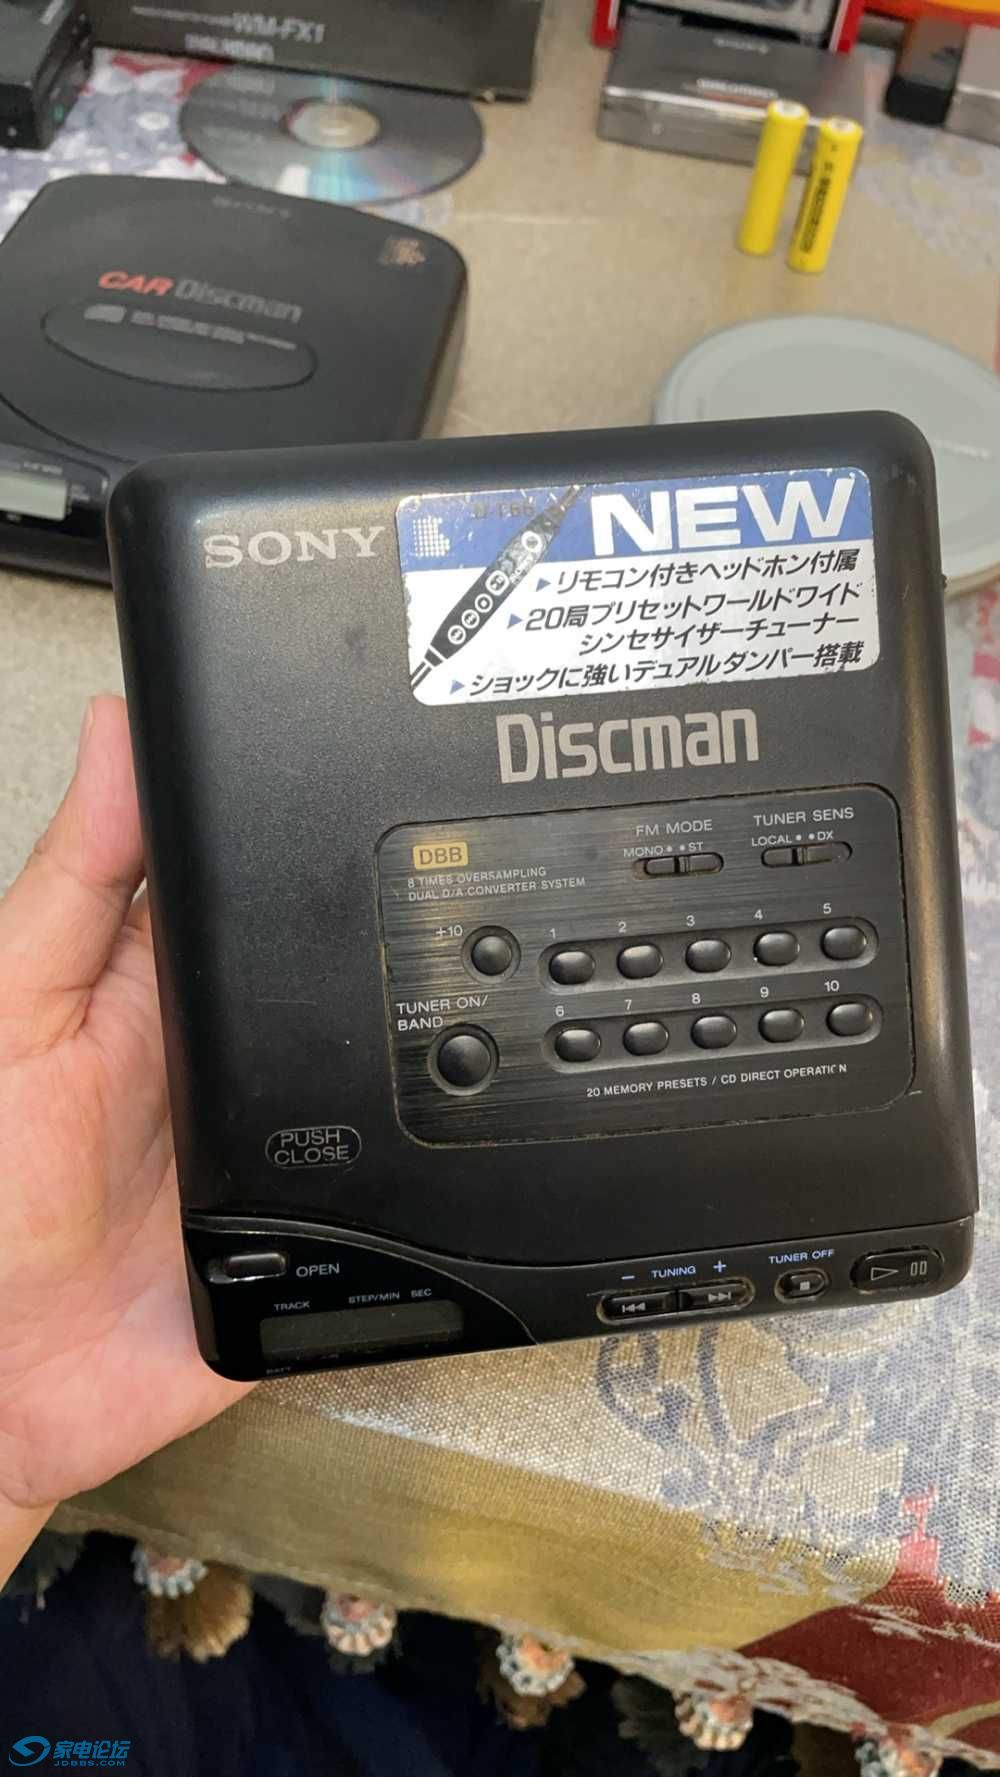 WM-FX1
SONY
CAR Discman
SONY
D-T66
NEW
▶リモコン付きヘッドホン付属
▶20局プリセットワールドワイド
シンセサイザーチューナー
▶ショックに強いデュアルダンパー搭載
Discman
FM MODE
MONO • • ST
TUNER SENS
LOCAL • • DX
DBB
8 TIMES OVERSAMPLING
DUAL D/A CONVERTER SYSTEM
+10
1 2 3 4 5
TUNER ON/
BAND
6 7 8 9 10
20 MEMORY PRESETS / CD DIRECT OPERATION
PUSH
CLOSE
OPEN
TRACK STEP/MIN SEC
BATT
− TUNING +
TUNER OFF
家电论坛
JDBBS.COM